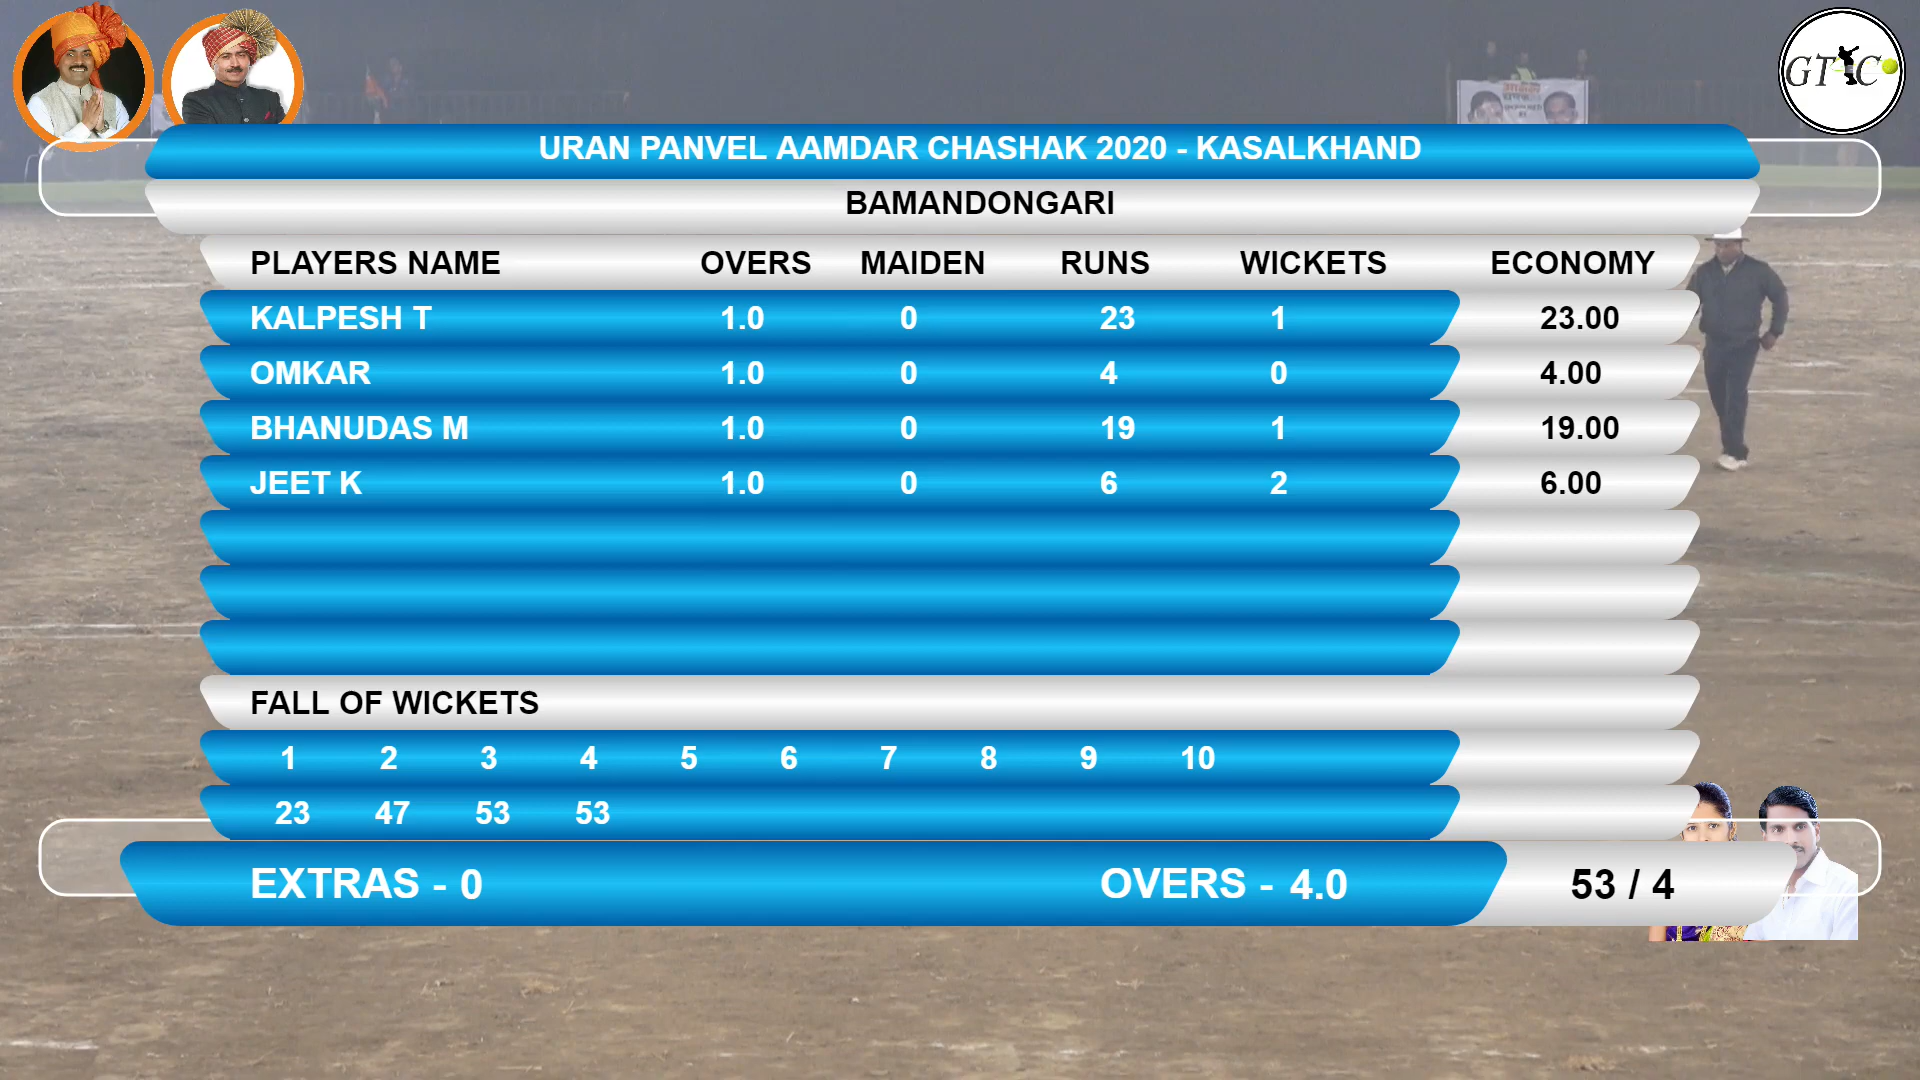 GTCC
URAN PANVEL AAMDAR CHASHAK 2020 - KASALKHAND
BAMANDONGARI
PLAYERS NAME OVERS MAIDEN RUNS WICKETS ECONOMY
KALPESH T 1.0 0 23 1 23.00
OMKAR 1.0 0 4 0 4.00
BHANUDAS M 1.0 0 19 1 19.00
JEET K 1.0 0 6 2 6.00
FALL OF WICKETS
1 2 3 4 5 6 7 8 9 10
23 47 53 53
EXTRAS - 0 OVERS - 4.0 53 / 4